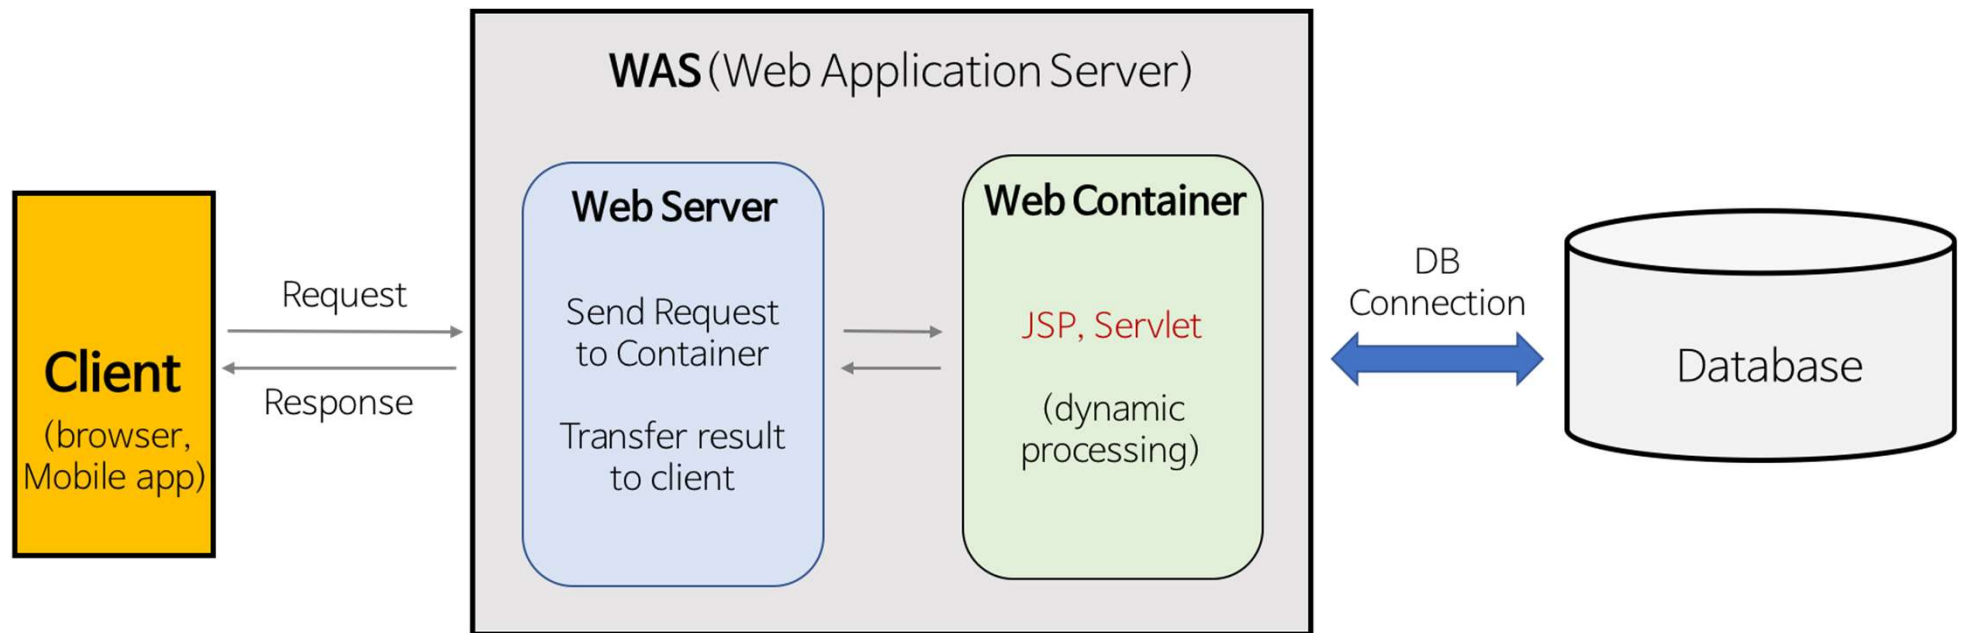 WAS (Web Application Server)
Client
(browser,
Mobile app)
Request
Response
Web Server
Send Request
to Container
Transfer result
to client
Web Container
JSP, Servlet
(dynamic
processing)
DB
Connection
Database